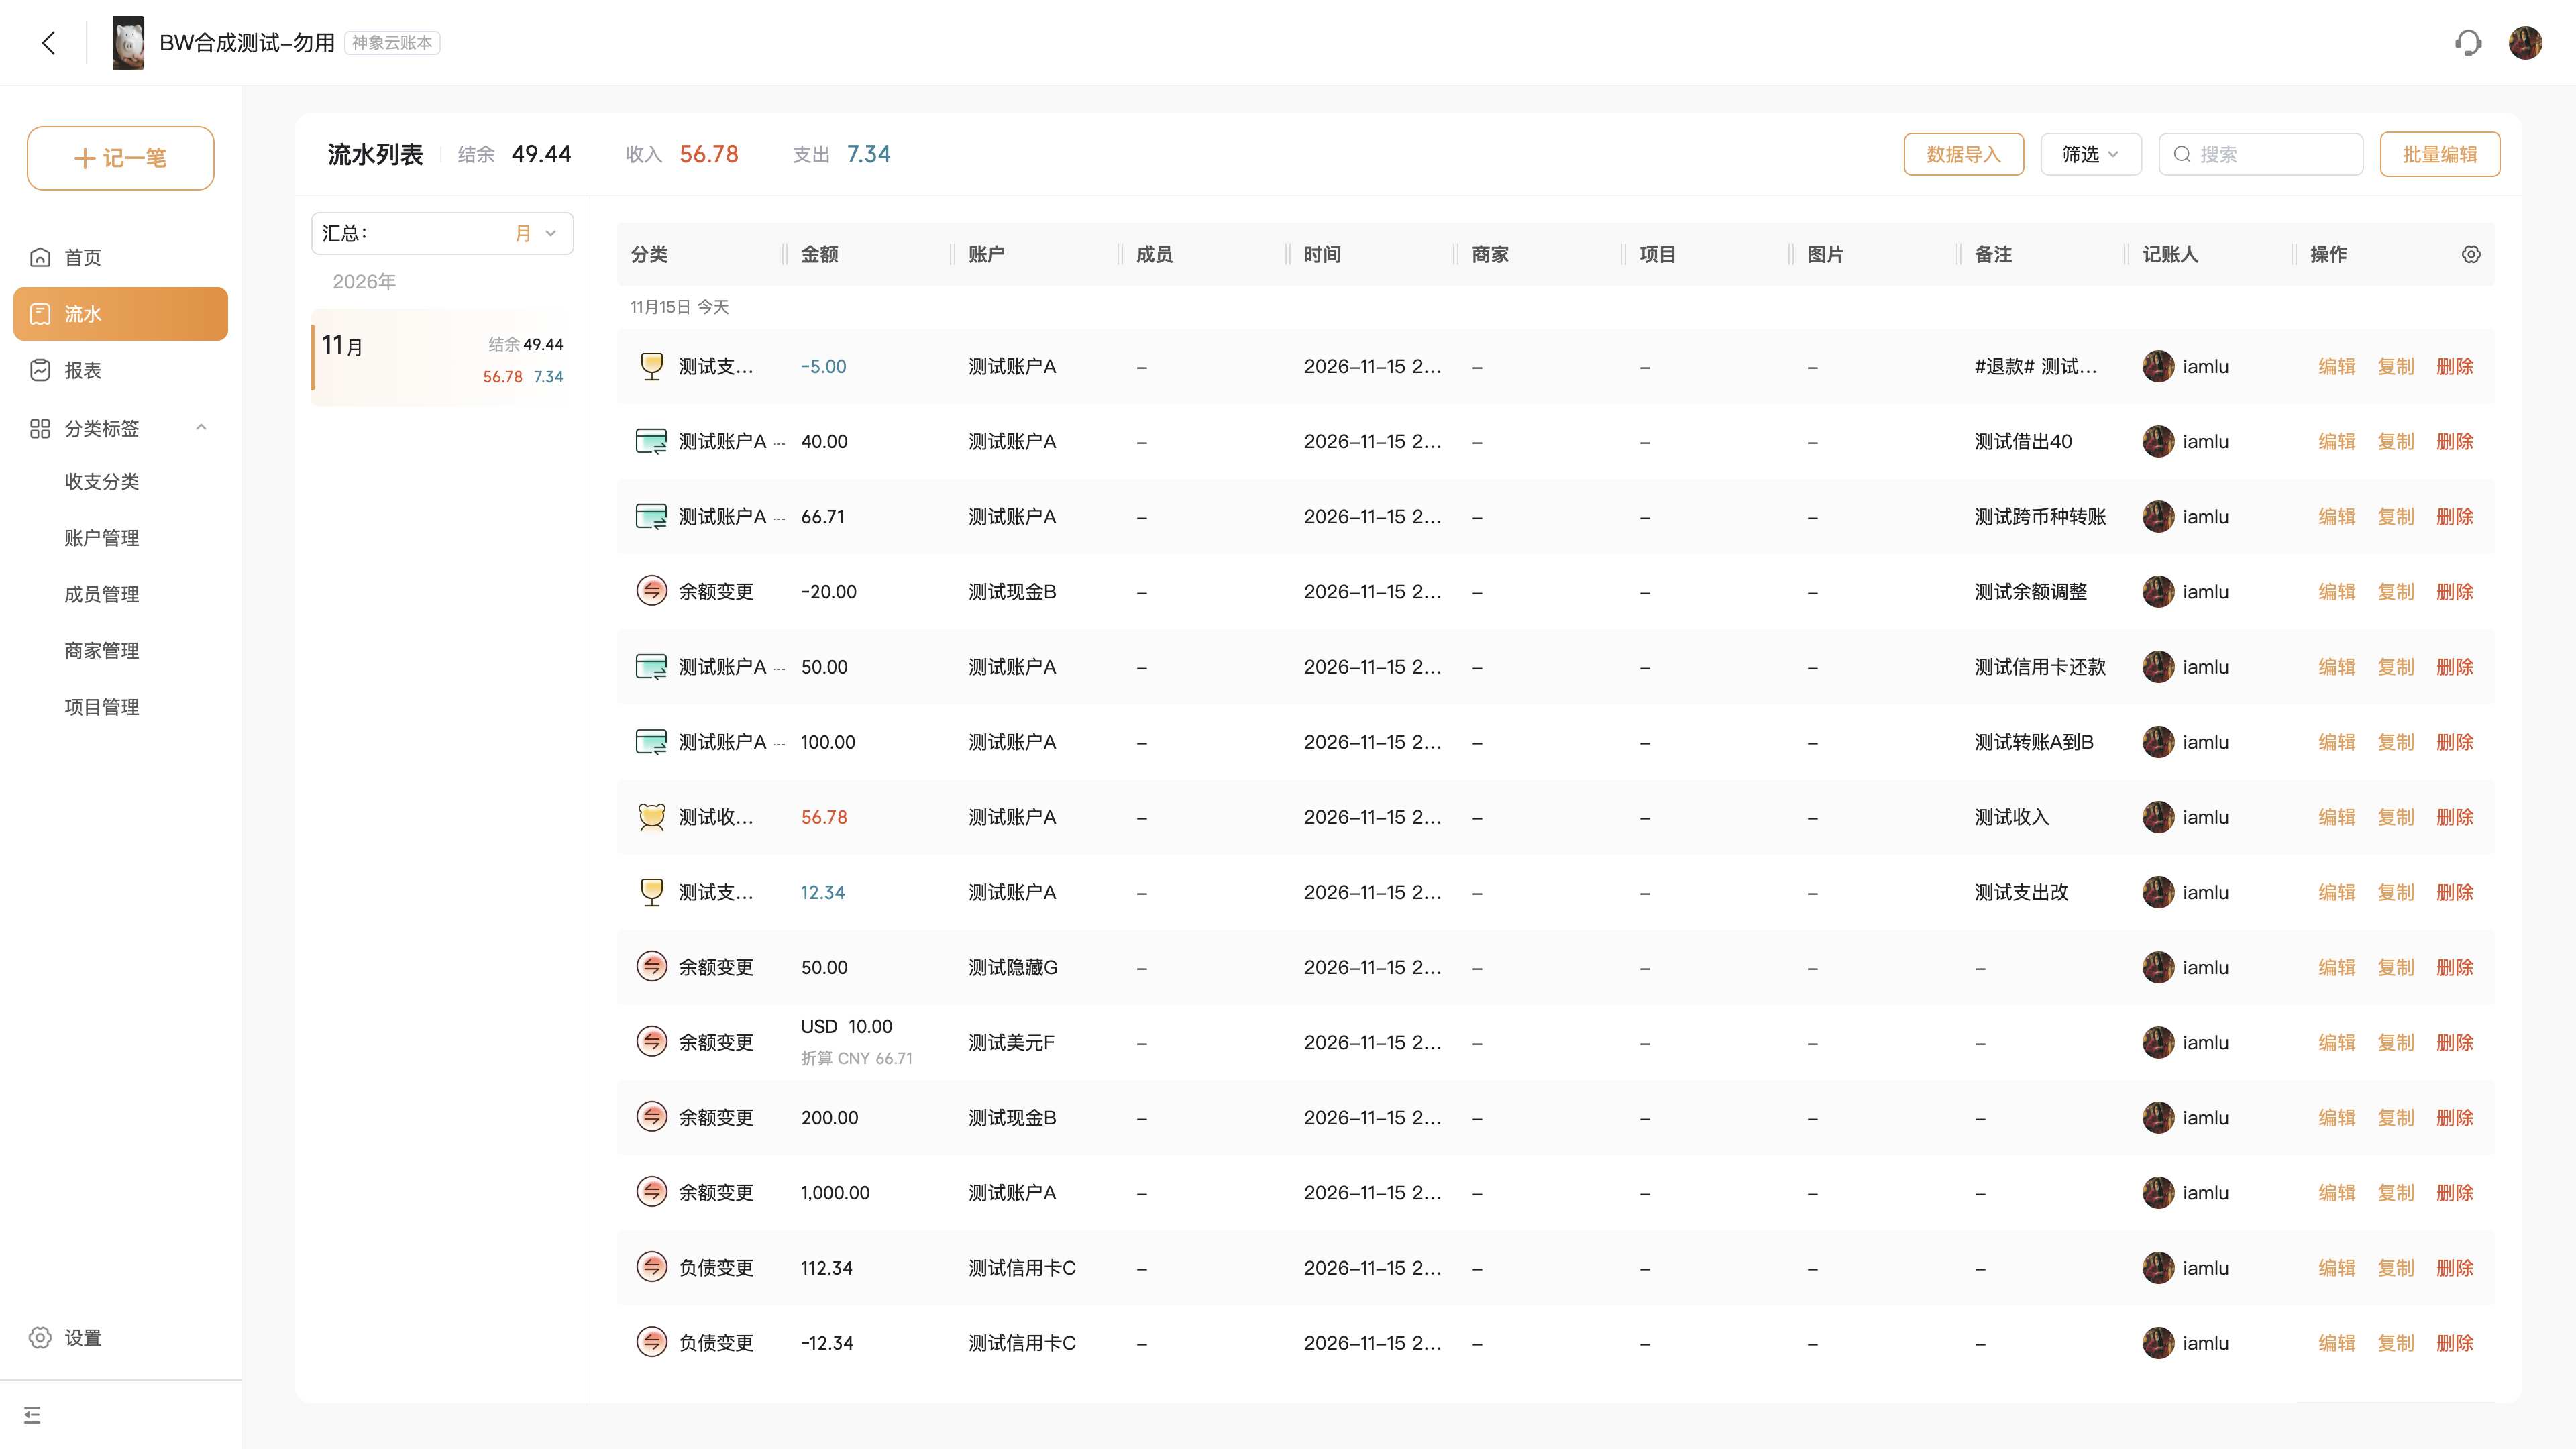 BW合成测试-勿用 神象云账本
+ 记一笔
首页
流水
报表
分类标签
收支分类
账户管理
成员管理
商家管理
项目管理
设置
流水列表 结余 49.44 收入 56.78 支出 7.34
数据导入 筛选 搜索 批量编辑
汇总: 月
2026年
11月 结余 49.44
56.78 7.34
分类 金额 账户 成员 时间 商家 项目 图片 备注 记账人 操作
11月15日 今天
测试支... -5.00 测试账户A – 2026-11-15 2... – – – #退款# 测试... iamlu 编辑 复制 删除
测试账户A ... 40.00 测试账户A – 2026-11-15 2... – – – 测试借出40 iamlu 编辑 复制 删除
测试账户A ... 66.71 测试账户A – 2026-11-15 2... – – – 测试跨币种转账 iamlu 编辑 复制 删除
余额变更 -20.00 测试现金B – 2026-11-15 2... – – – 测试余额调整 iamlu 编辑 复制 删除
测试账户A ... 50.00 测试账户A – 2026-11-15 2... – – – 测试信用卡还款 iamlu 编辑 复制 删除
测试账户A ... 100.00 测试账户A – 2026-11-15 2... – – – 测试转账A到B iamlu 编辑 复制 删除
测试收... 56.78 测试账户A – 2026-11-15 2... – – – 测试收入 iamlu 编辑 复制 删除
测试支... 12.34 测试账户A – 2026-11-15 2... – – – 测试支出改 iamlu 编辑 复制 删除
余额变更 50.00 测试隐藏G – 2026-11-15 2... – – – – iamlu 编辑 复制 删除
余额变更 USD 10.00 测试美元F – 2026-11-15 2... – – – – iamlu 编辑 复制 删除
折算 CNY 66.71
余额变更 200.00 测试现金B – 2026-11-15 2... – – – – iamlu 编辑 复制 删除
余额变更 1,000.00 测试账户A – 2026-11-15 2... – – – – iamlu 编辑 复制 删除
负债变更 112.34 测试信用卡C – 2026-11-15 2... – – – – iamlu 编辑 复制 删除
负债变更 -12.34 测试信用卡C – 2026-11-15 2... – – – – iamlu 编辑 复制 删除